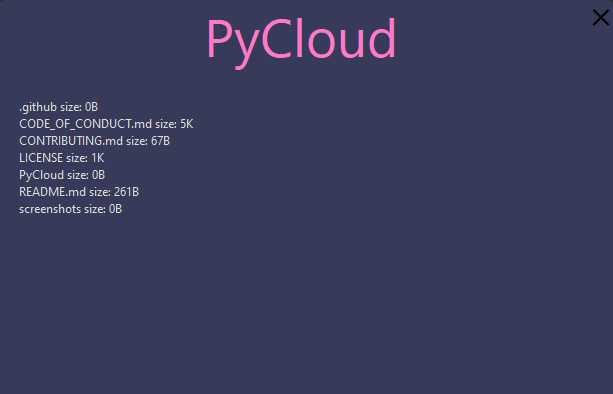 PyCloud
.github size: 0B
CODE_OF_CONDUCT.md size: 5K
CONTRIBUTING.md size: 67B
LICENSE size: 1K
PyCloud size: 0B
README.md size: 261B
screenshots size: 0B